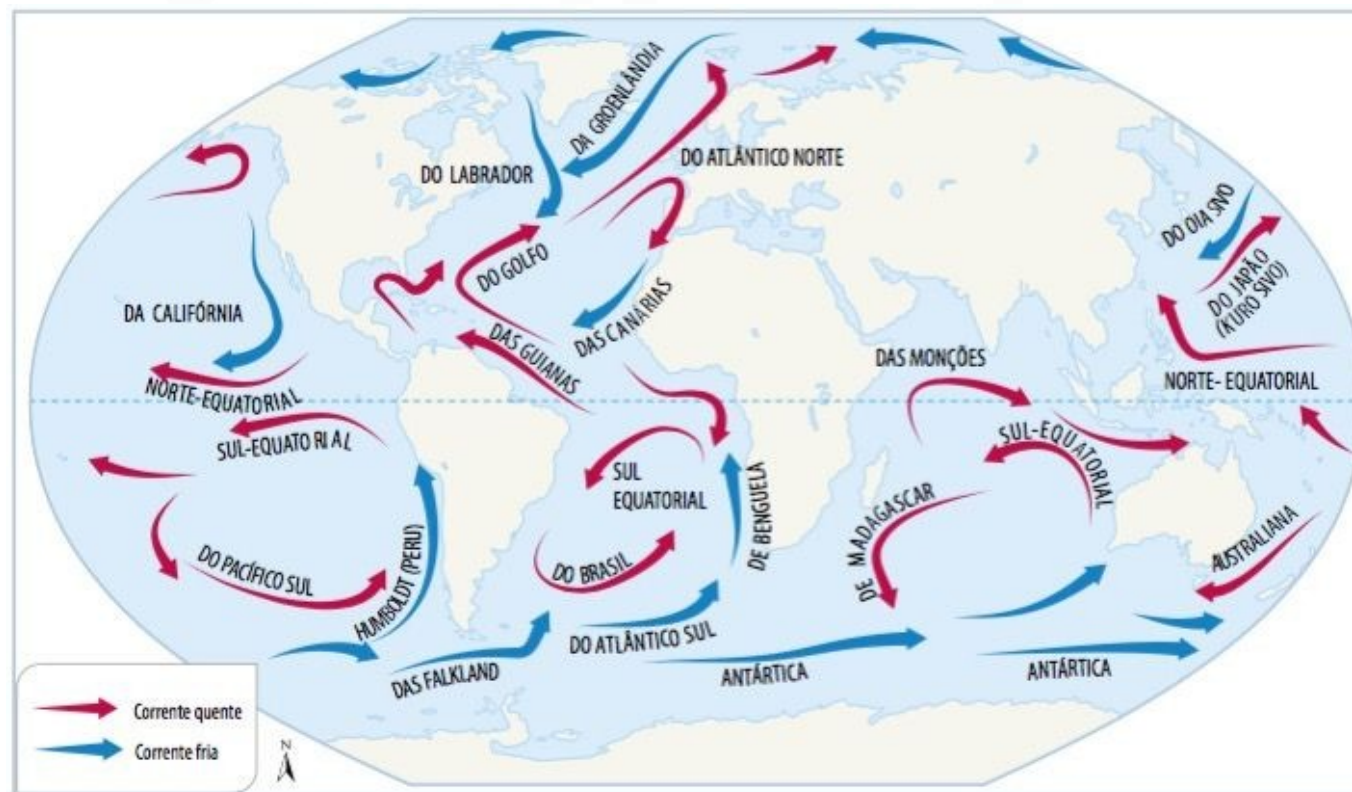 DA GROENLÂNDIA
DO LABRADOR
DO ATLÂNTICO NORTE
DO GOLFO
DAS CANÁRIAS
DAS GUIANAS
DA CALIFÓRNIA
NORTE-EQUATORIAL
SUL-EQUATORIAL
DO OIA SIVO
DO JAPÃO
(KURO SIVO)
DAS MONÇÕES
NORTE- EQUATORIAL
SUL-EQUATORIAL
SUL
EQUATORIAL
DE BENGUELA
DE MADAGASCAR
AUSTRALIANA
DO PACÍFICO SUL
HUMBOLDT (PERU)
DO BRASIL
DO ATLÂNTICO SUL
DAS FALKLAND
ANTÁRTICA
ANTÁRTICA
Corrente quente
Corrente fria
N